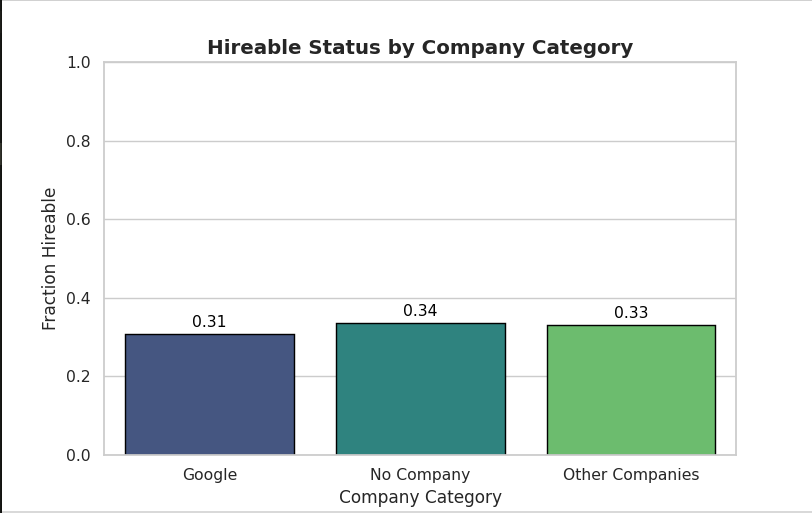 Hireable Status by Company Category
1.0
0.8
0.6
0.4
0.2
0.0
Fraction Hireable
0.31
0.34
0.33
Google
No Company
Other Companies
Company Category